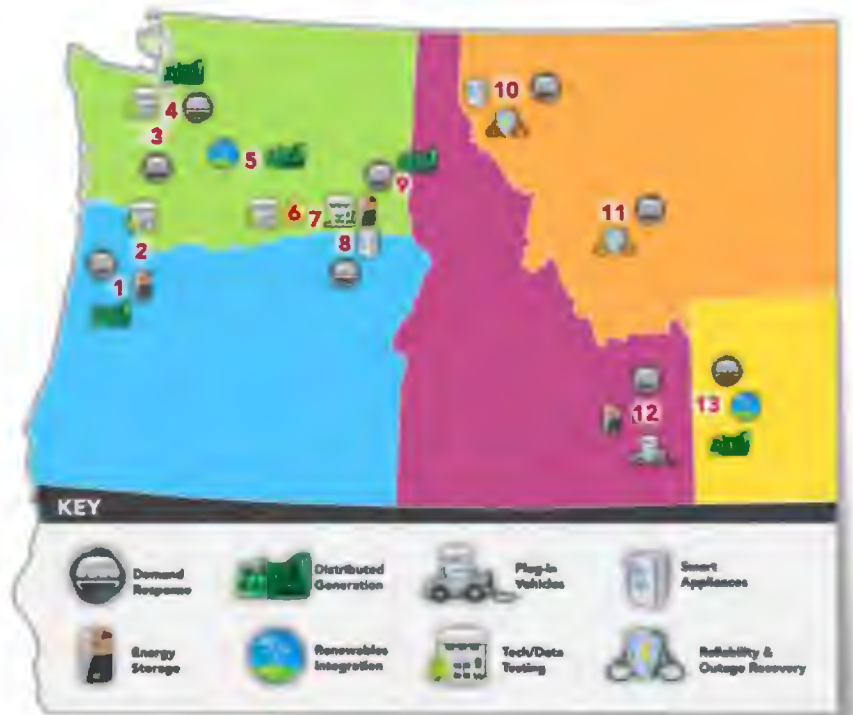 10
4
3
5
9
6
7
11
2
8
1
12
13
KEY
Demand
Response
Distributed
Generation
Plug-in
Vehicles
Smart
Appliances
Energy
Storage
Renewables
Integration
Tech/Data
Testing
Reliability &
Outage Recovery